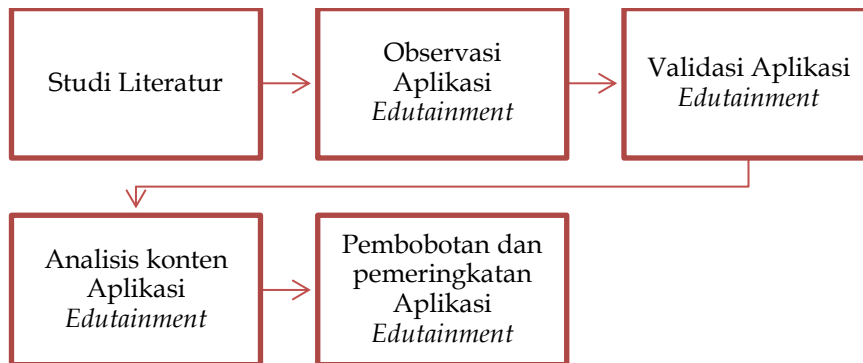 Studi Literatur
Observasi
Aplikasi
Edutainment
Validasi Aplikasi
Edutainment
Analisis konten
Aplikasi
Edutainment
Pembobotan dan
pemeringkatan
Aplikasi
Edutainment